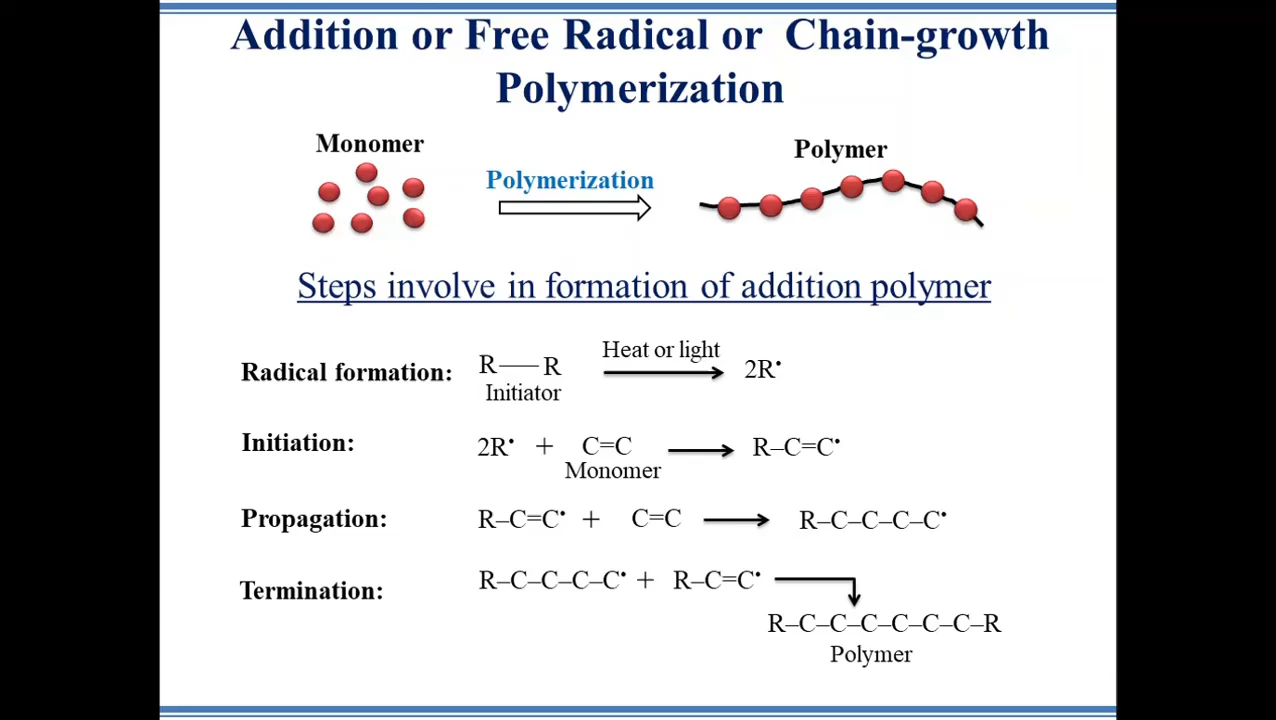 Addition or Free Radical or Chain-growth
Polymerization
Monomer
Polymerization
Polymer
Steps involve in formation of addition polymer
Radical formation: R—R Heat or light 2R•
Initiator
Initiation: 2R• + C=C R–C=C•
Monomer
Propagation: R–C=C• + C=C R–C–C–C–C•
Termination: R–C–C–C–C• + R–C=C•
R–C–C–C–C–C–C–R
Polymer